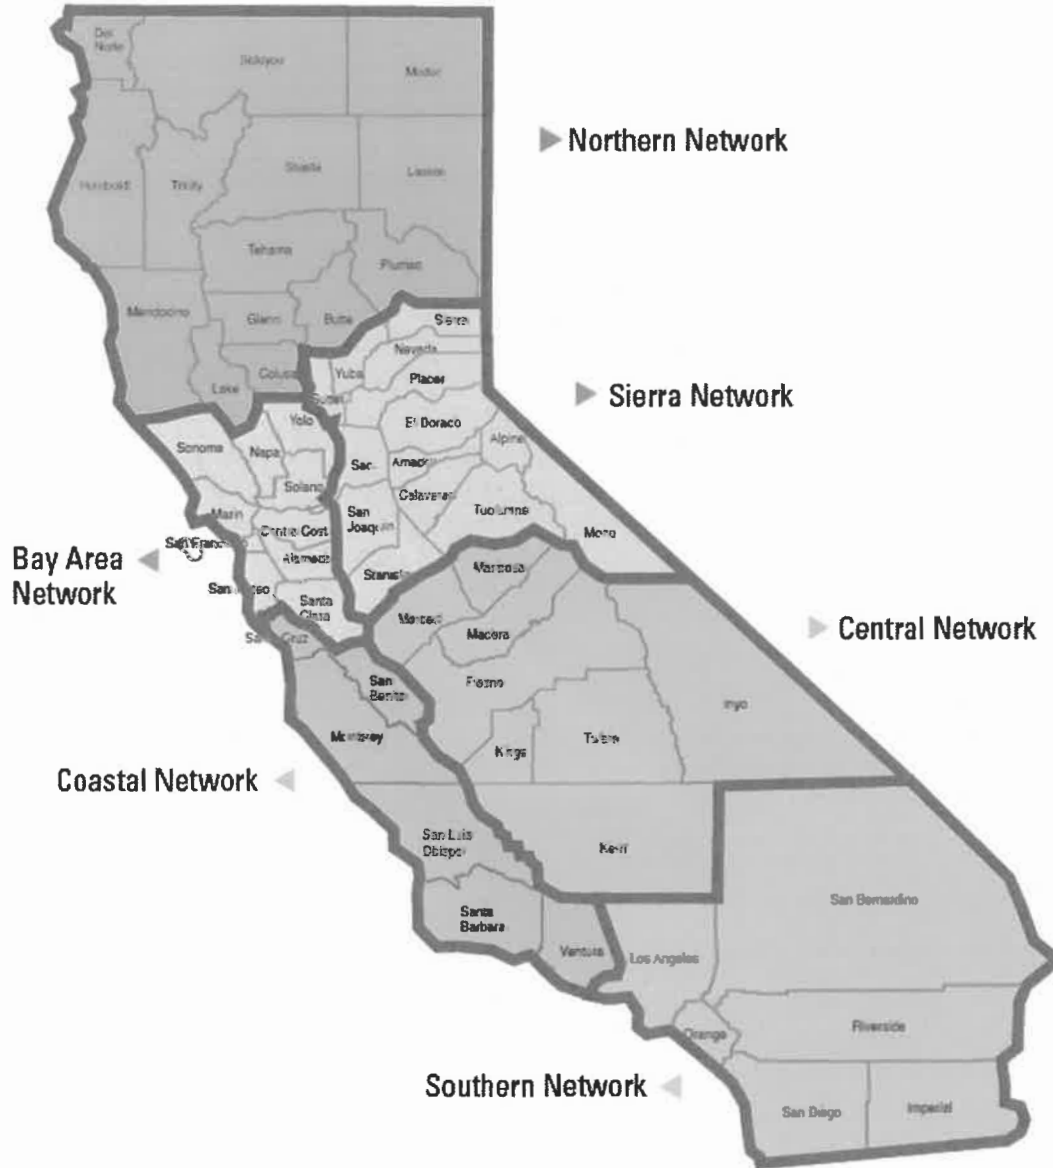 Del
Norte
Siskiyou
Modoc
Northern Network
Humboldt
Trinity
Shasta
Lassen
Tehama
Plumas
Mendocino
Glenn
Butte
Sierra
Nevada
Lake
Colusa
Yuba
Placer
Sutter
Sierra Network
Yolo
El Dorado
Sonoma
Napa
Alpine
Sac.
Amador
Solano
Calaveras
Marin
San
Joaquin
Tuolumne
Contra Costa
Mono
San Francisco
Bay Area
Network
Alameda
Stanislaus
Mariposa
San Mateo
Santa
Clara
Merced
Central Network
Santa Cruz
Madera
San
Benito
Fresno
Inyo
Monterey
Kings
Tulare
Coastal Network
San Luis
Obispo
Kern
San Bernardino
Santa
Barbara
Ventura
Los Angeles
Orange
Riverside
Southern Network
San Diego
Imperial